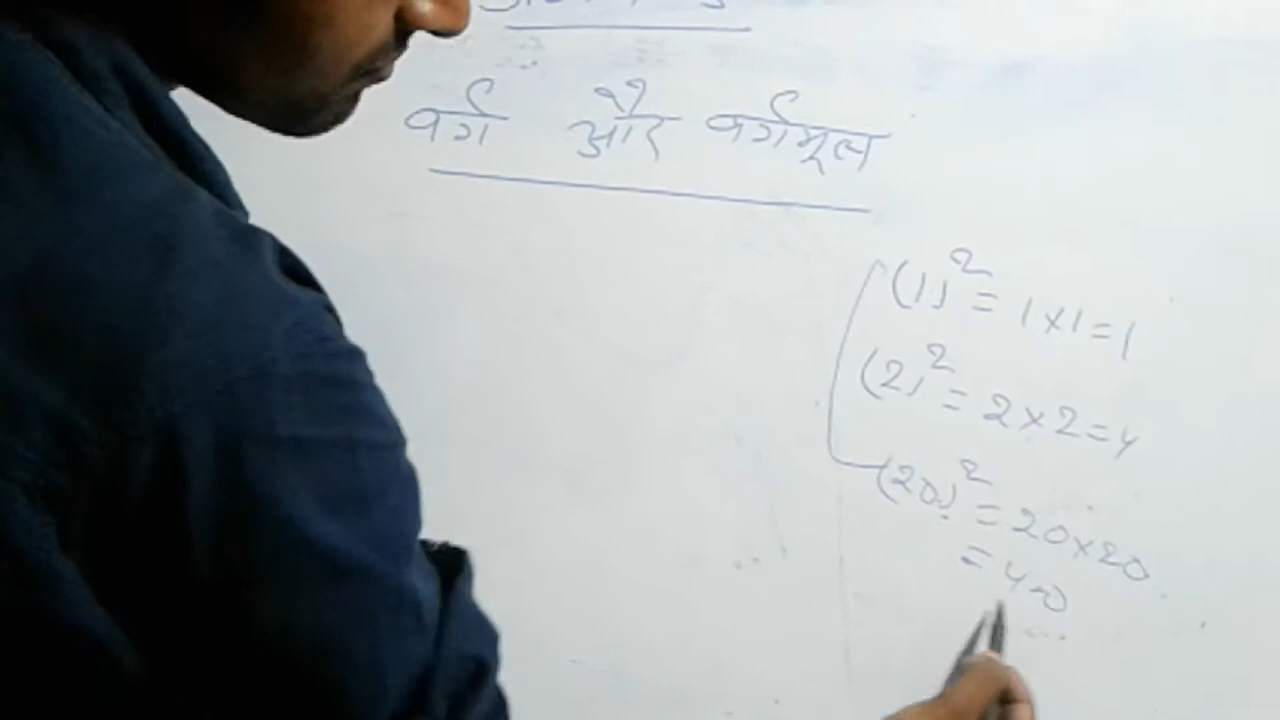 वर्ग और वर्गमूल
(1)² = 1×1=1
(2)² = 2×2=4
(20)² = 20×20
= 400